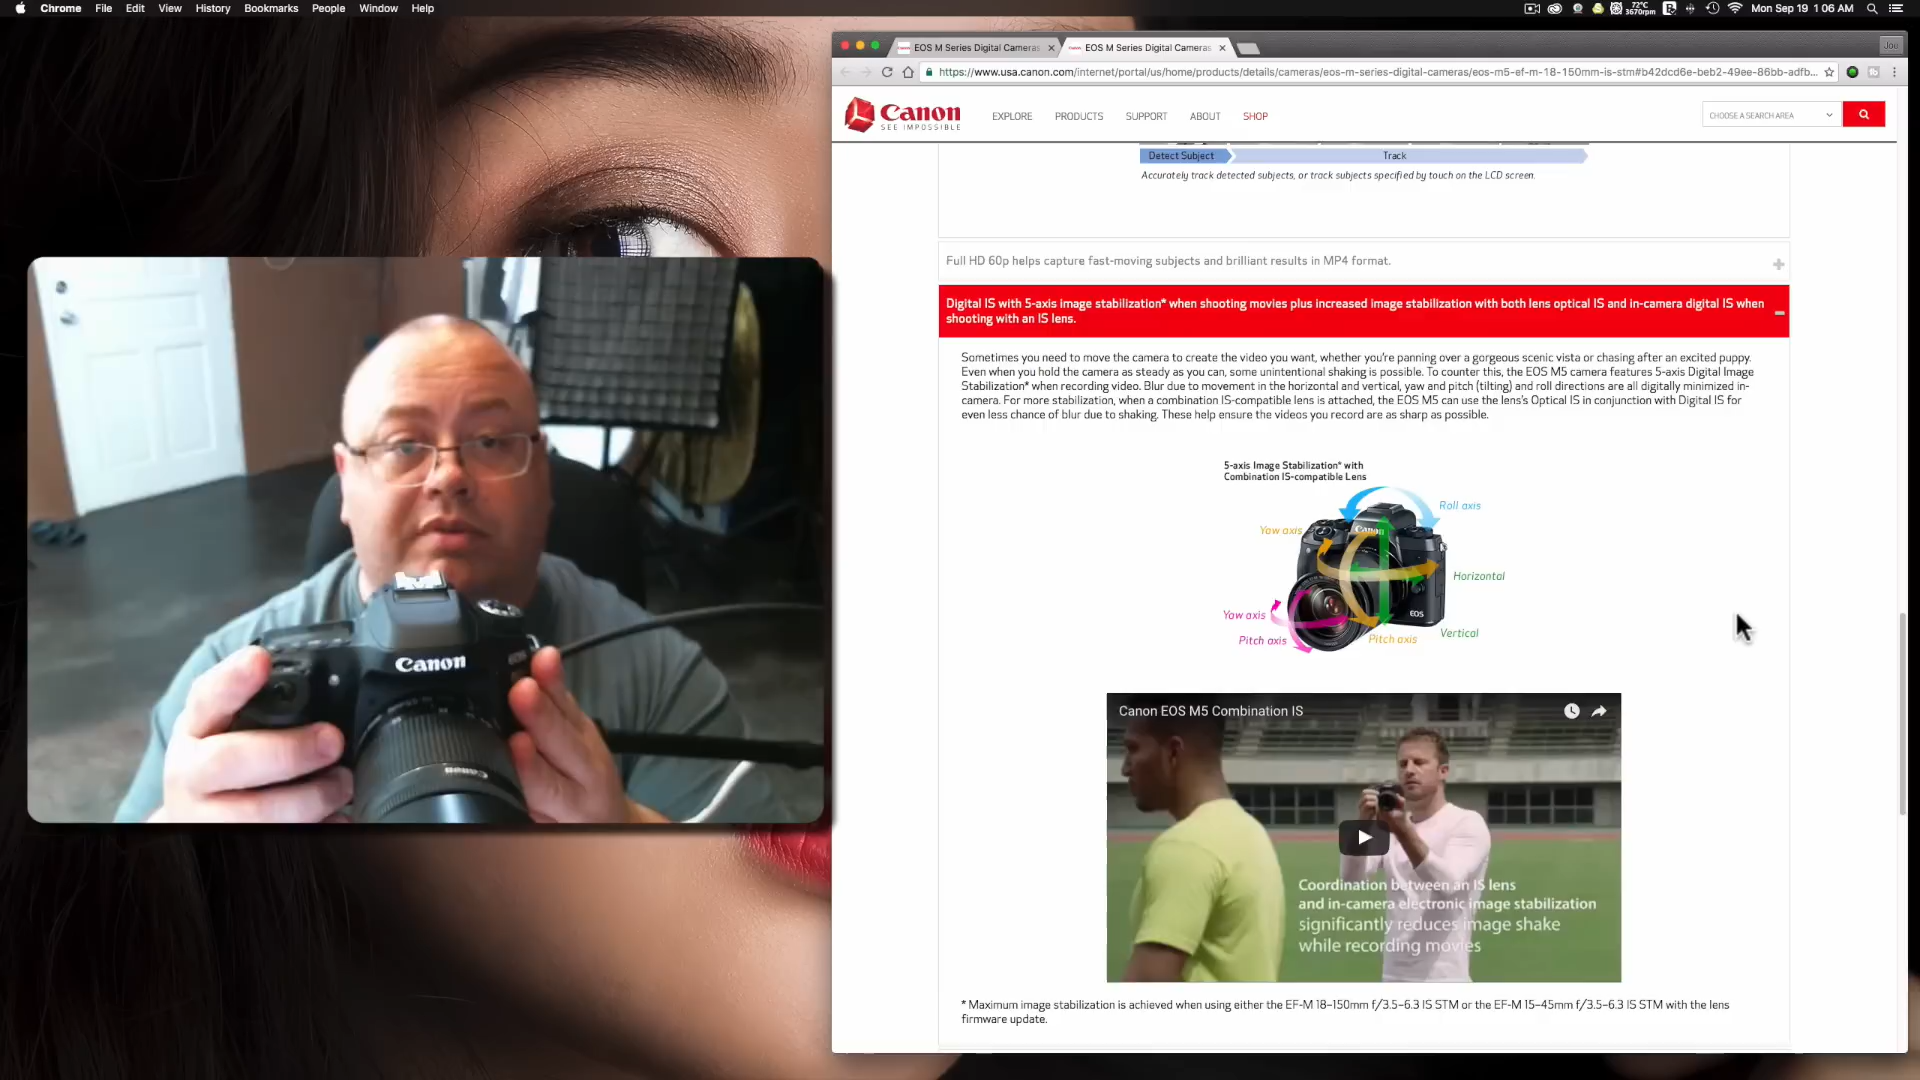 Chrome File Edit View History Bookmarks People Window Help
72°C
3670rpm
Mon Sep 19 1:06 AM
EOS M Series Digital Cameras
EOS M Series Digital Cameras
Jou
https://www.usa.canon.com/internet/portal/us/home/products/details/cameras/eos-m-series-digital-cameras/eos-m5-ef-m-18-150mm-is-stm#b42dcd6e-beb2-49ee-86bb-adfb...
Canon
SEE IMPOSSIBLE
EXPLORE PRODUCTS SUPPORT ABOUT SHOP
CHOOSE A SEARCH AREA
Detect Subject Track
Accurately track detected subjects, or track subjects specified by touch on the LCD screen.
Full HD 60p helps capture fast-moving subjects and brilliant results in MP4 format.
Digital IS with 5-axis image stabilization* when shooting movies plus increased image stabilization with both lens optical IS and in-camera digital IS when
shooting with an IS lens.
Sometimes you need to move the camera to create the video you want, whether you're panning over a gorgeous scenic vista or chasing after an excited puppy.
Even when you hold the camera as steady as you can, some unintentional shaking is possible. To counter this, the EOS M5 camera features 5-axis Digital Image
Stabilization* when recording video. Blur due to movement in the horizontal and vertical, yaw and pitch (tilting) and roll directions are all digitally minimized in-
camera. For more stabilization, when a combination IS-compatible lens is attached, the EOS M5 can use the lens's Optical IS in conjunction with Digital IS for
even less chance of blur due to shaking. These help ensure the videos you record are as sharp as possible.
5-axis Image Stabilization* with
Combination IS-compatible Lens
Roll axis
Yaw axis
Canon
Horizontal
Yaw axis
EOS
Pitch axis
Pitch axis
Vertical
Canon
Canon
Canon EOS M5 Combination IS
Coordination between an IS lens
and in-camera electronic image stabilization
significantly reduces image shake
while recording movies
* Maximum image stabilization is achieved when using either the EF-M 18-150mm f/3.5-6.3 IS STM or the EF-M 15-45mm f/3.5-6.3 IS STM with the lens
firmware update.